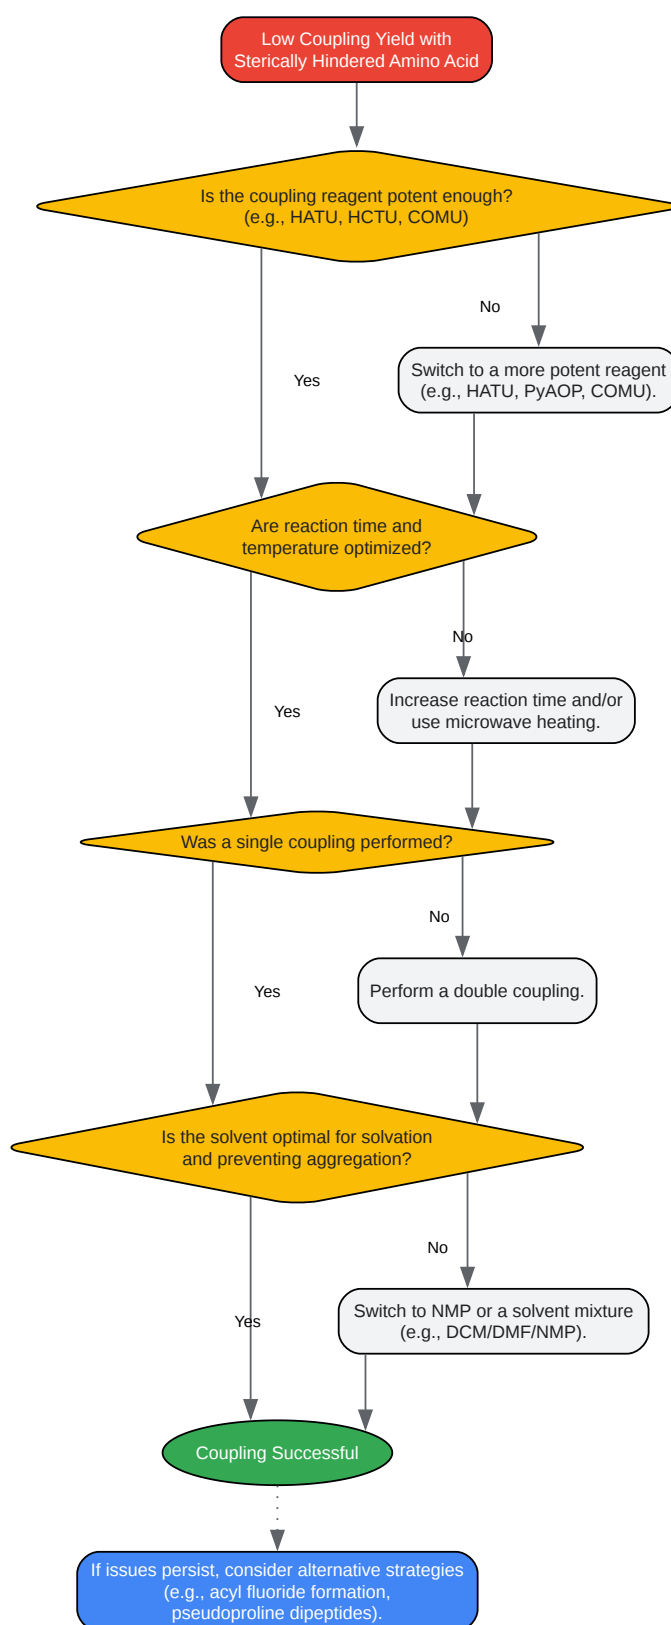 Low Coupling Yield with
Sterically Hindered Amino Acid
Is the coupling reagent potent enough?
(e.g., HATU, HCTU, COMU)
No
Yes
Switch to a more potent reagent
(e.g., HATU, PyAOP, COMU).
Are reaction time and
temperature optimized?
No
Yes
Increase reaction time and/or
use microwave heating.
Was a single coupling performed?
No
Yes
Perform a double coupling.
Is the solvent optimal for solvation
and preventing aggregation?
No
Yes
Switch to NMP or a solvent mixture
(e.g., DCM/DMF/NMP).
Coupling Successful
If issues persist, consider alternative strategies
(e.g., acyl fluoride formation,
pseudoproline dipeptides).